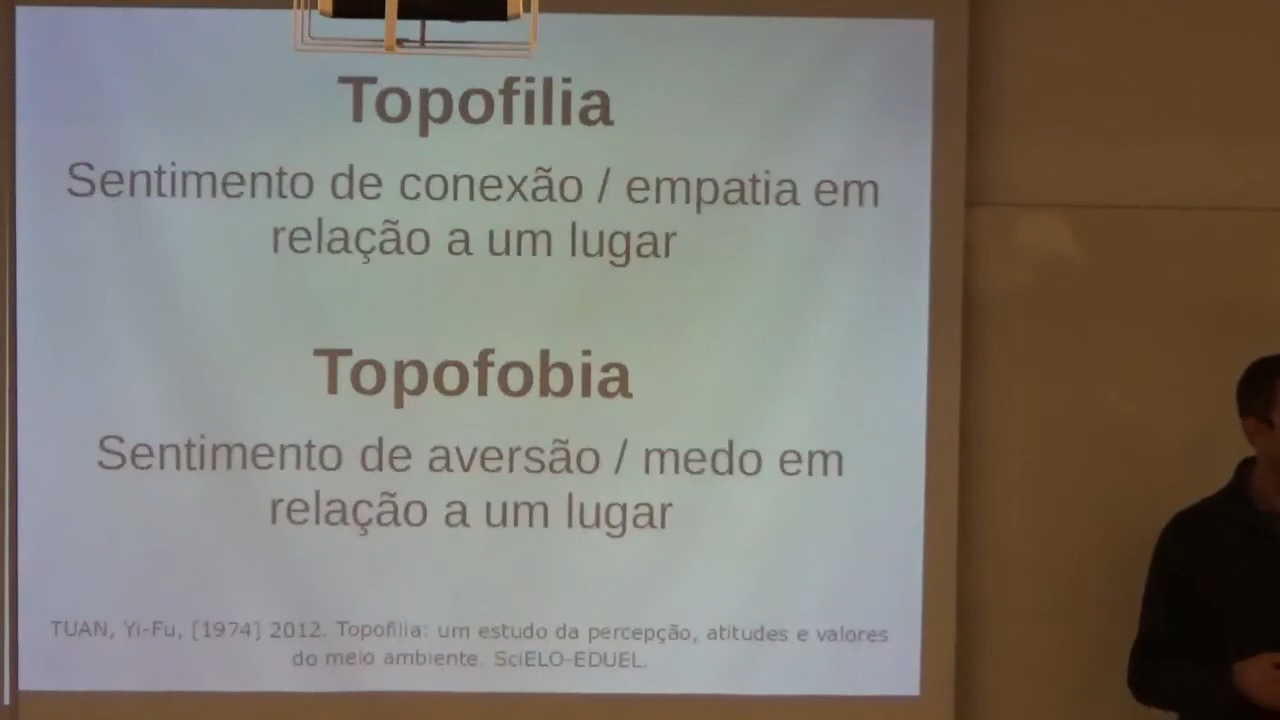 Topofilia
Sentimento de conexão / empatia em
relação a um lugar
Topofobia
Sentimento de aversão / medo em
relação a um lugar
TUAN, Yi-Fu, [1974] 2012. Topofilia: um estudo da percepção, atitudes e valores
do meio ambiente. SciELO-EDUEL.